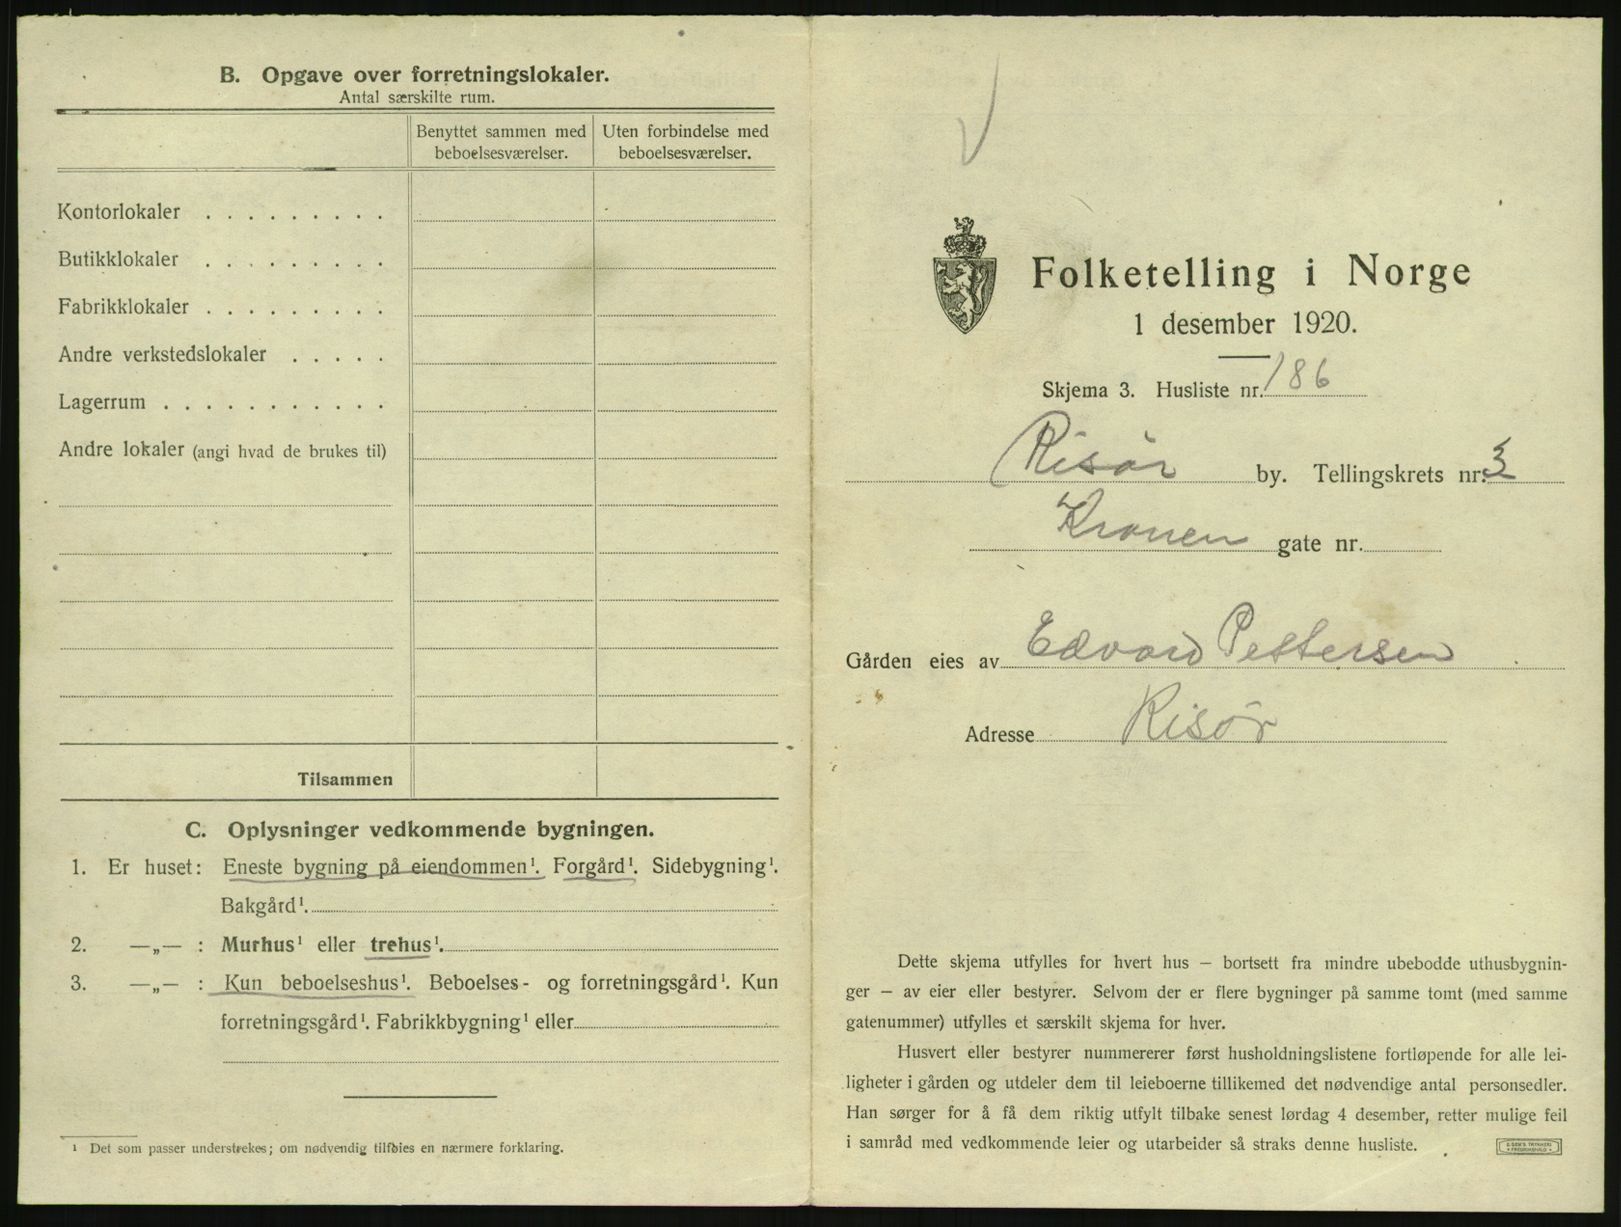 B. Opgave over forretningslokaler.
Antal særskilte rum.
Benyttet sammen med beboelsesværelser.
Uten forbindelse med beboelsesværelser.
Kontorlokaler . . . . . . . . .
Butikklokaler . . . . . . . . .
Fabrikklokaler . . . . . . . . .
Andre verkstedslokaler . . . . .
Lagerrum . . . . . . . . . . .
Andre lokaler (angi hvad de brukes til)
Tilsammen
C. Oplysninger vedkommende bygningen.
1. Er huset: Eneste bygning på eiendommen¹. Forgård¹. Sidebygning¹.
Bakgård¹.
2. —„— : Murhus¹ eller trehus¹.
3. —„— : Kun beboelseshus¹. Beboelses- og forretningsgård¹. Kun
forretningsgård¹. Fabrikkbygning¹ eller
¹ Det som passer understrekes; om nødvendig tilføies en nærmere forklaring.
Folketelling i Norge
1 desember 1920.
Skjema 3. Husliste nr. 186
Risør by. Tellingskrets nr. 3
Kronen gate nr.
Gården eies av Edvard Pettersen
Adresse Risør
Dette skjema utfylles for hvert hus — bortsett fra mindre ubebodde uthusbygnin-
ger — av eier eller bestyrer. Selvom der er flere bygninger på samme tomt (med samme
gatenummer) utfylles et særskilt skjema for hver.
Husvert eller bestyrer nummererer først husholdningslistene fortløpende for alle lei-
ligheter i gården og utdeler dem til leieboerne tillikemed det nødvendige antal personsedler.
Han sørger for å få dem riktig utfylt tilbake senest lørdag 4 desember, retter mulige feil
i samråd med vedkommende leier og utarbeider så straks denne husliste.